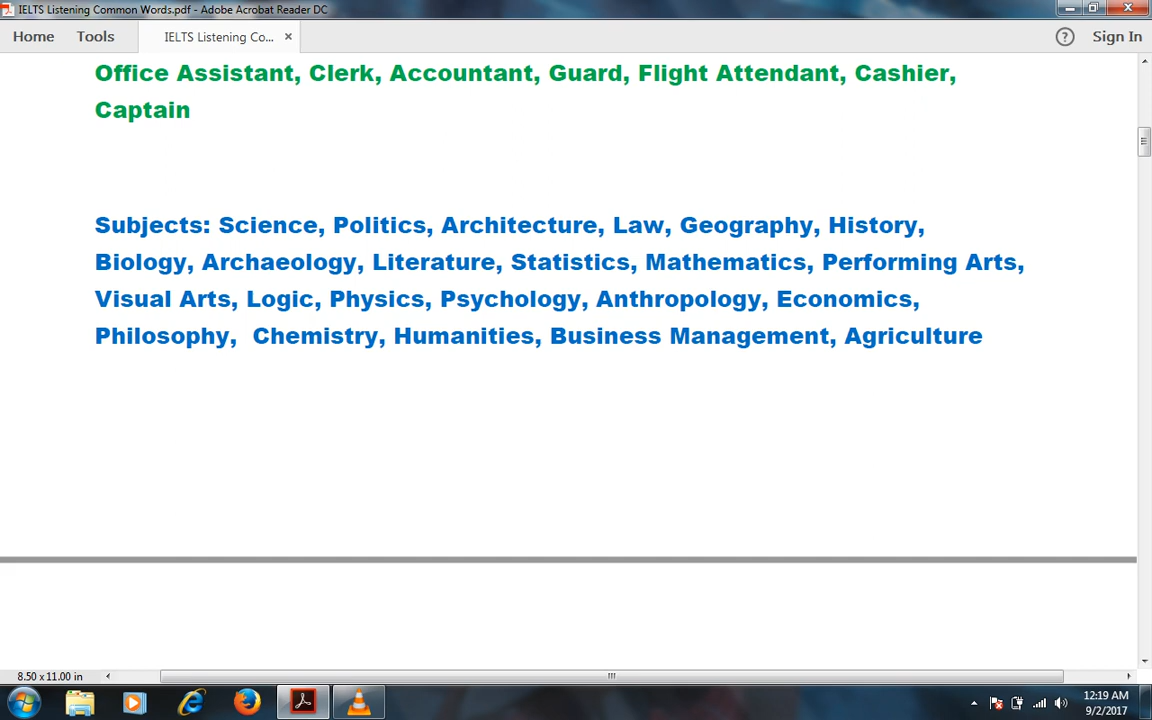 IELTS Listening Common Words.pdf - Adobe Acrobat Reader DC
Home Tools IELTS Listening Co... Sign In
Office Assistant, Clerk, Accountant, Guard, Flight Attendant, Cashier,
Captain
Subjects: Science, Politics, Architecture, Law, Geography, History,
Biology, Archaeology, Literature, Statistics, Mathematics, Performing Arts,
Visual Arts, Logic, Physics, Psychology, Anthropology, Economics,
Philosophy,  Chemistry, Humanities, Business Management, Agriculture
8.50 x 11.00 in
12:19 AM
9/2/2017